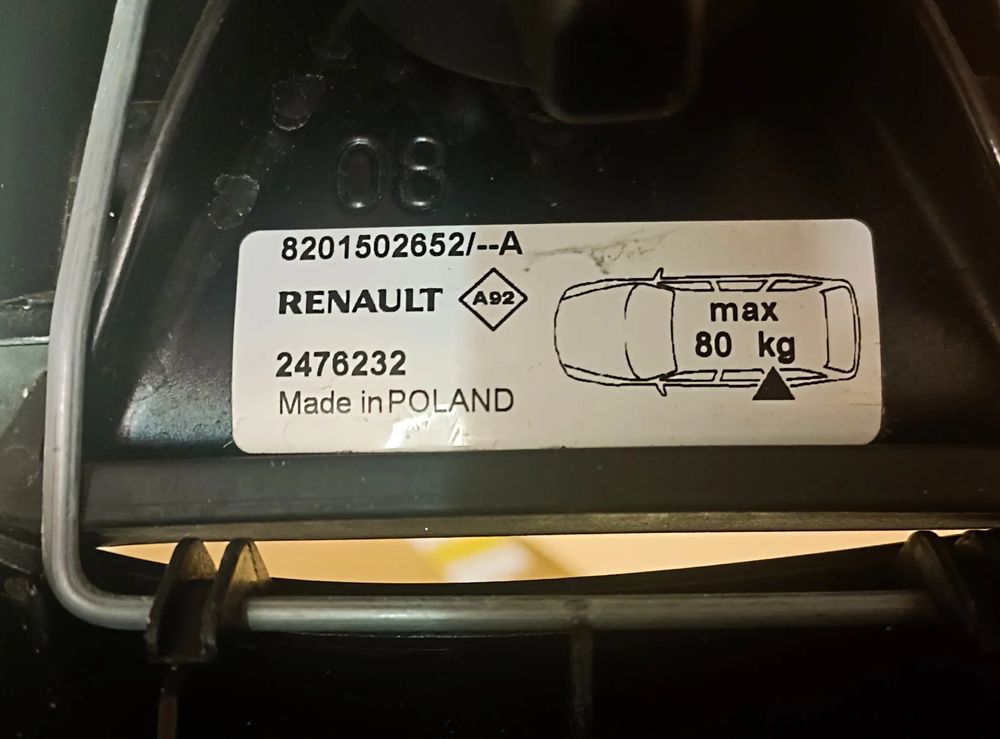 08
8201502652/--A
RENAULT A92
2476232
Made in POLAND
max
80 kg